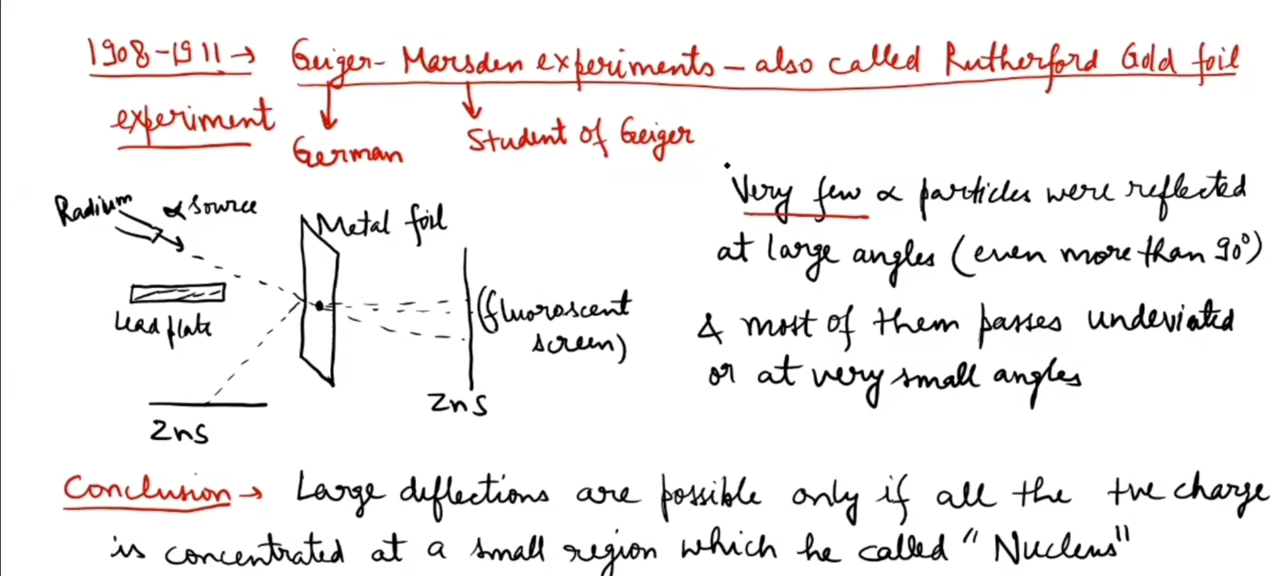 1908-1911→ Geiger- Marsden experiments - also called Rutherford Gold foil
experiment
German
Student of Geiger
Radium
α source
Metal foil
Lead plate
(fluoroscent
screen)
ZnS
ZnS
Very few α particles were reflected
at large angles (even more than 90°)
& most of them passes undeviated
or at very small angles
Conclusion → Large deflections are possible only if all the +ve charge
is concentrated at a small region which he called "Nucleus"